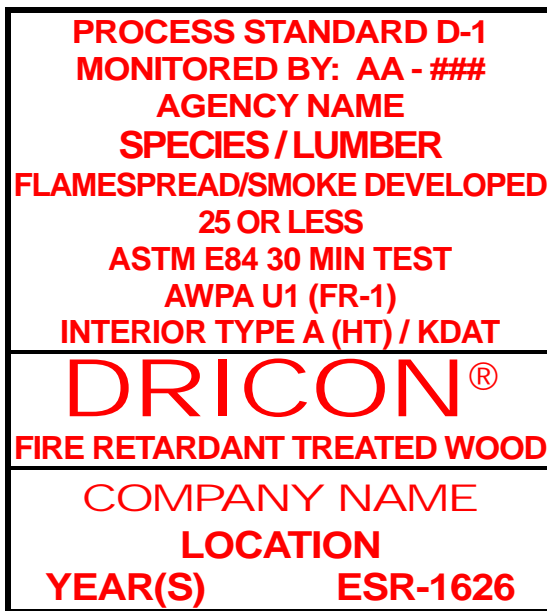 PROCESS STANDARD D-1
MONITORED BY: AA - ###
AGENCY NAME
SPECIES / LUMBER
FLAMESPREAD/SMOKE DEVELOPED
25 OR LESS
ASTM E84 30 MIN TEST
AWPA U1 (FR-1)
INTERIOR TYPE A (HT) / KDAT
DRICON®
FIRE RETARDANT TREATED WOOD
COMPANY NAME
LOCATION
YEAR(S) ESR-1626